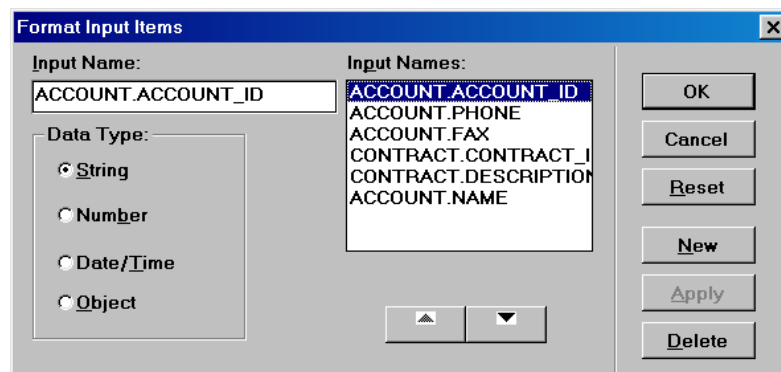 Format Input Items
Input Name:
ACCOUNT.ACCOUNT_ID
Data Type:
String
Number
Date/Time
Object
Input Names:
ACCOUNT.ACCOUNT_ID
ACCOUNT.PHONE
ACCOUNT.FAX
CONTRACT.CONTRACT_I
CONTRACT.DESCRIPTION
ACCOUNT.NAME
OK
Cancel
Reset
New
Apply
Delete